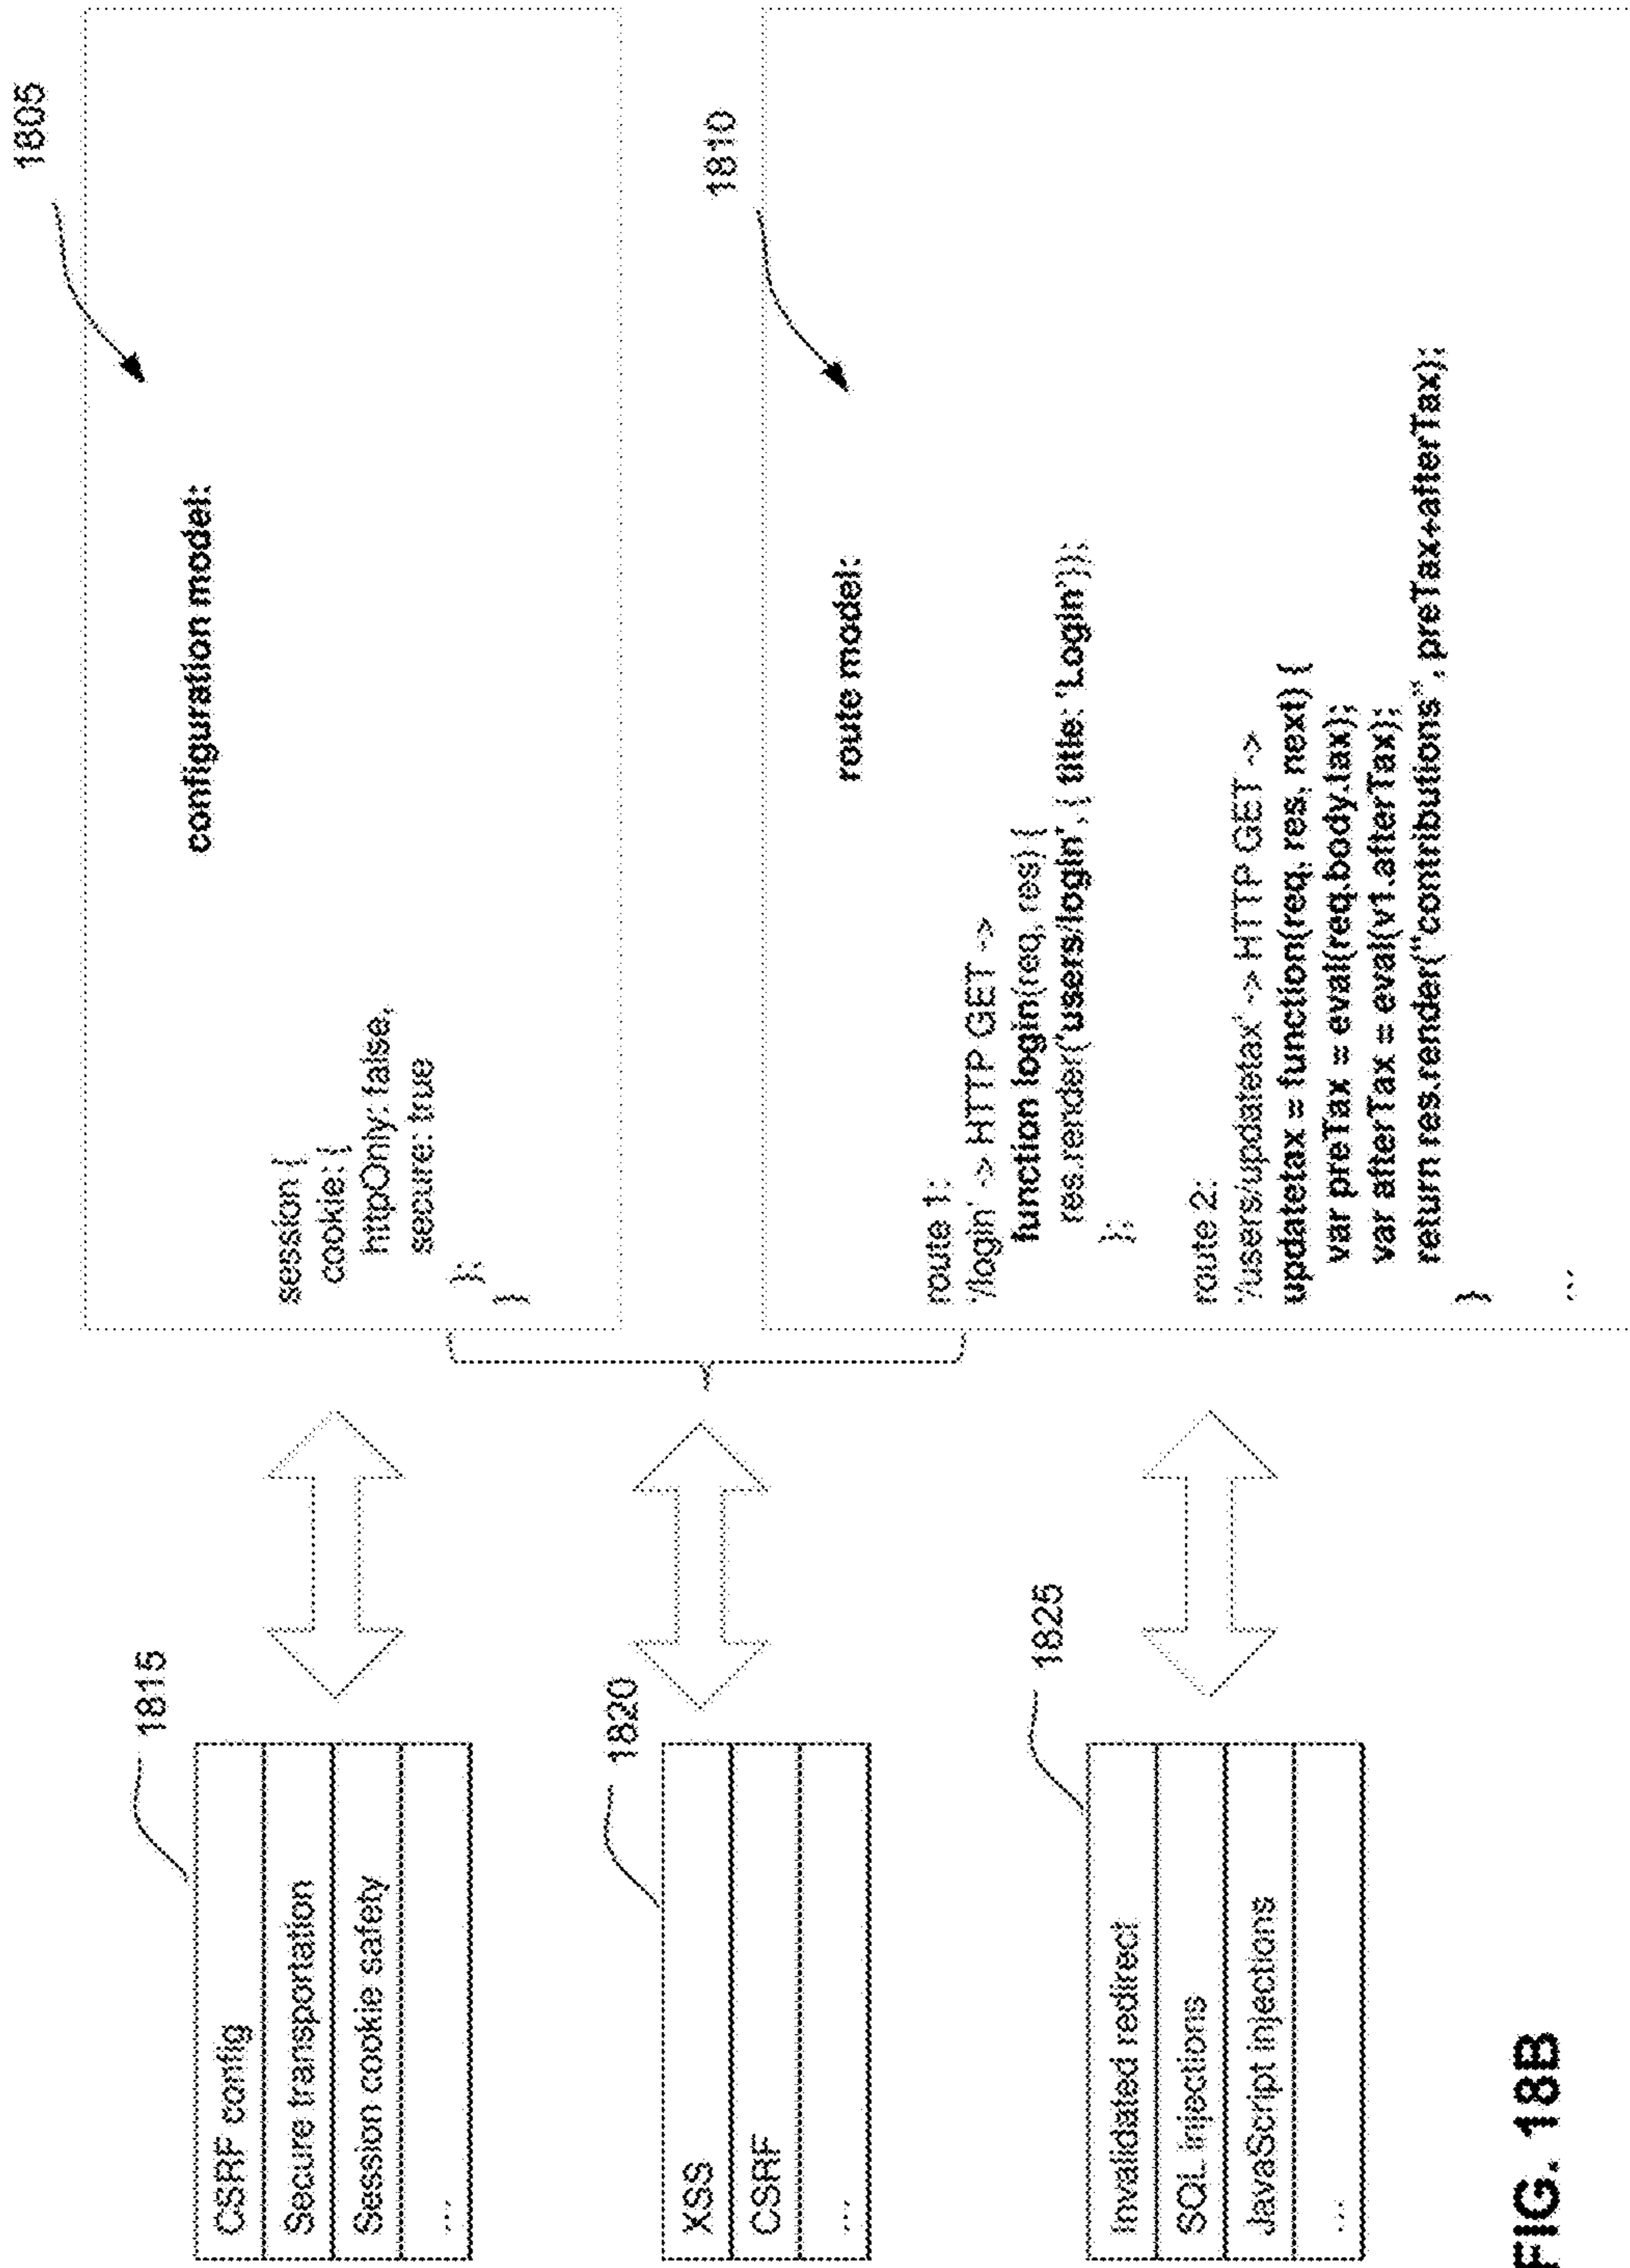 1805
configuration model:
session {
cookie: {
httpOnly: false,
secure: true
};
}
1810
route model:
route 1:
'/login' -> HTTP GET ->
function login(req, res) {
res.render('users/login', { title: 'Login'});
};
route 2:
'/users/updatetax' -> HTTP GET ->
updatetax = function(req, res, next) {
var preTax = eval(req.body.tax);
var afterTax = eval(v1.afterTax);
return res.render("contributions", preTax+afterTax);
}
...
1815
CSRF config
Secure transportation
Session cookie safety
...
1820
XSS
CSRF
...
1825
Invalidated redirect
SQL Injections
JavaScript injections
...
FIG. 18B